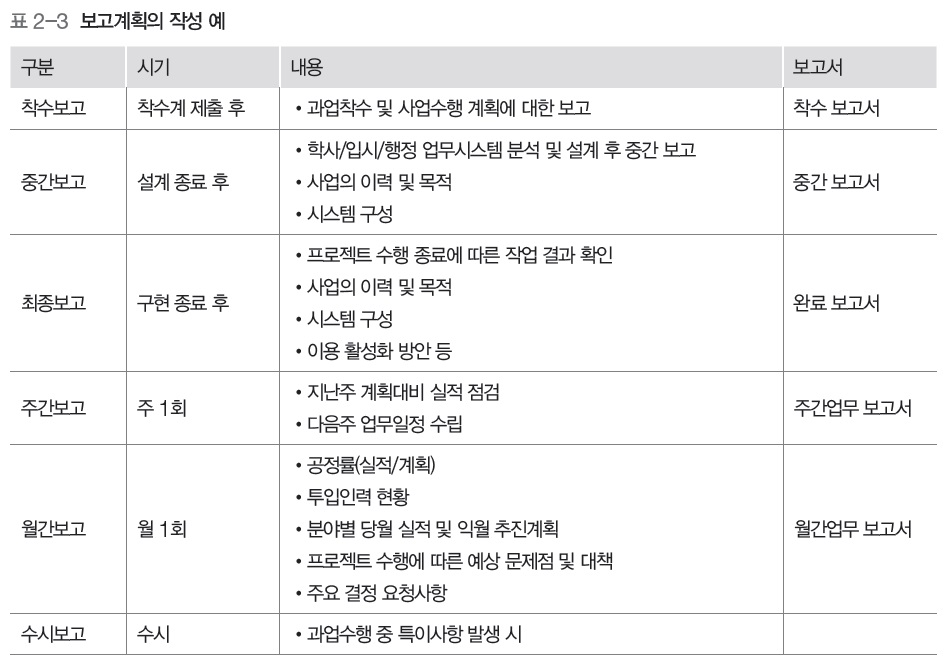 표 2-3 보고계획의 작성 예
구분 시기 내용 보고서
착수보고 착수계 제출 후 • 과업착수 및 사업수행 계획에 대한 보고 착수 보고서
• 학사/입시/행정 업무시스템 분석 및 설계 후 중간 보고
중간보고 설계 종료 후 • 사업의 이력 및 목적 중간 보고서
• 시스템 구성
• 프로젝트 수행 종료에 따른 작업 결과 확인
• 사업의 이력 및 목적
최종보고 구현 종료 후 완료 보고서
• 시스템 구성
• 이용 활성화 방안 등
• 지난주 계획대비 실적 점검
주간보고 주 1회 주간업무 보고서
• 다음주 업무일정 수립
• 공정률(실적/계획)
• 투입인력 현황
월간보고 월 1회 • 분야별 당월 실적 및 익월 추진계획 월간업무 보고서
• 프로젝트 수행에 따른 예상 문제점 및 대책
• 주요 결정 요청사항
수시보고 수시 • 과업수행 중 특이사항 발생 시